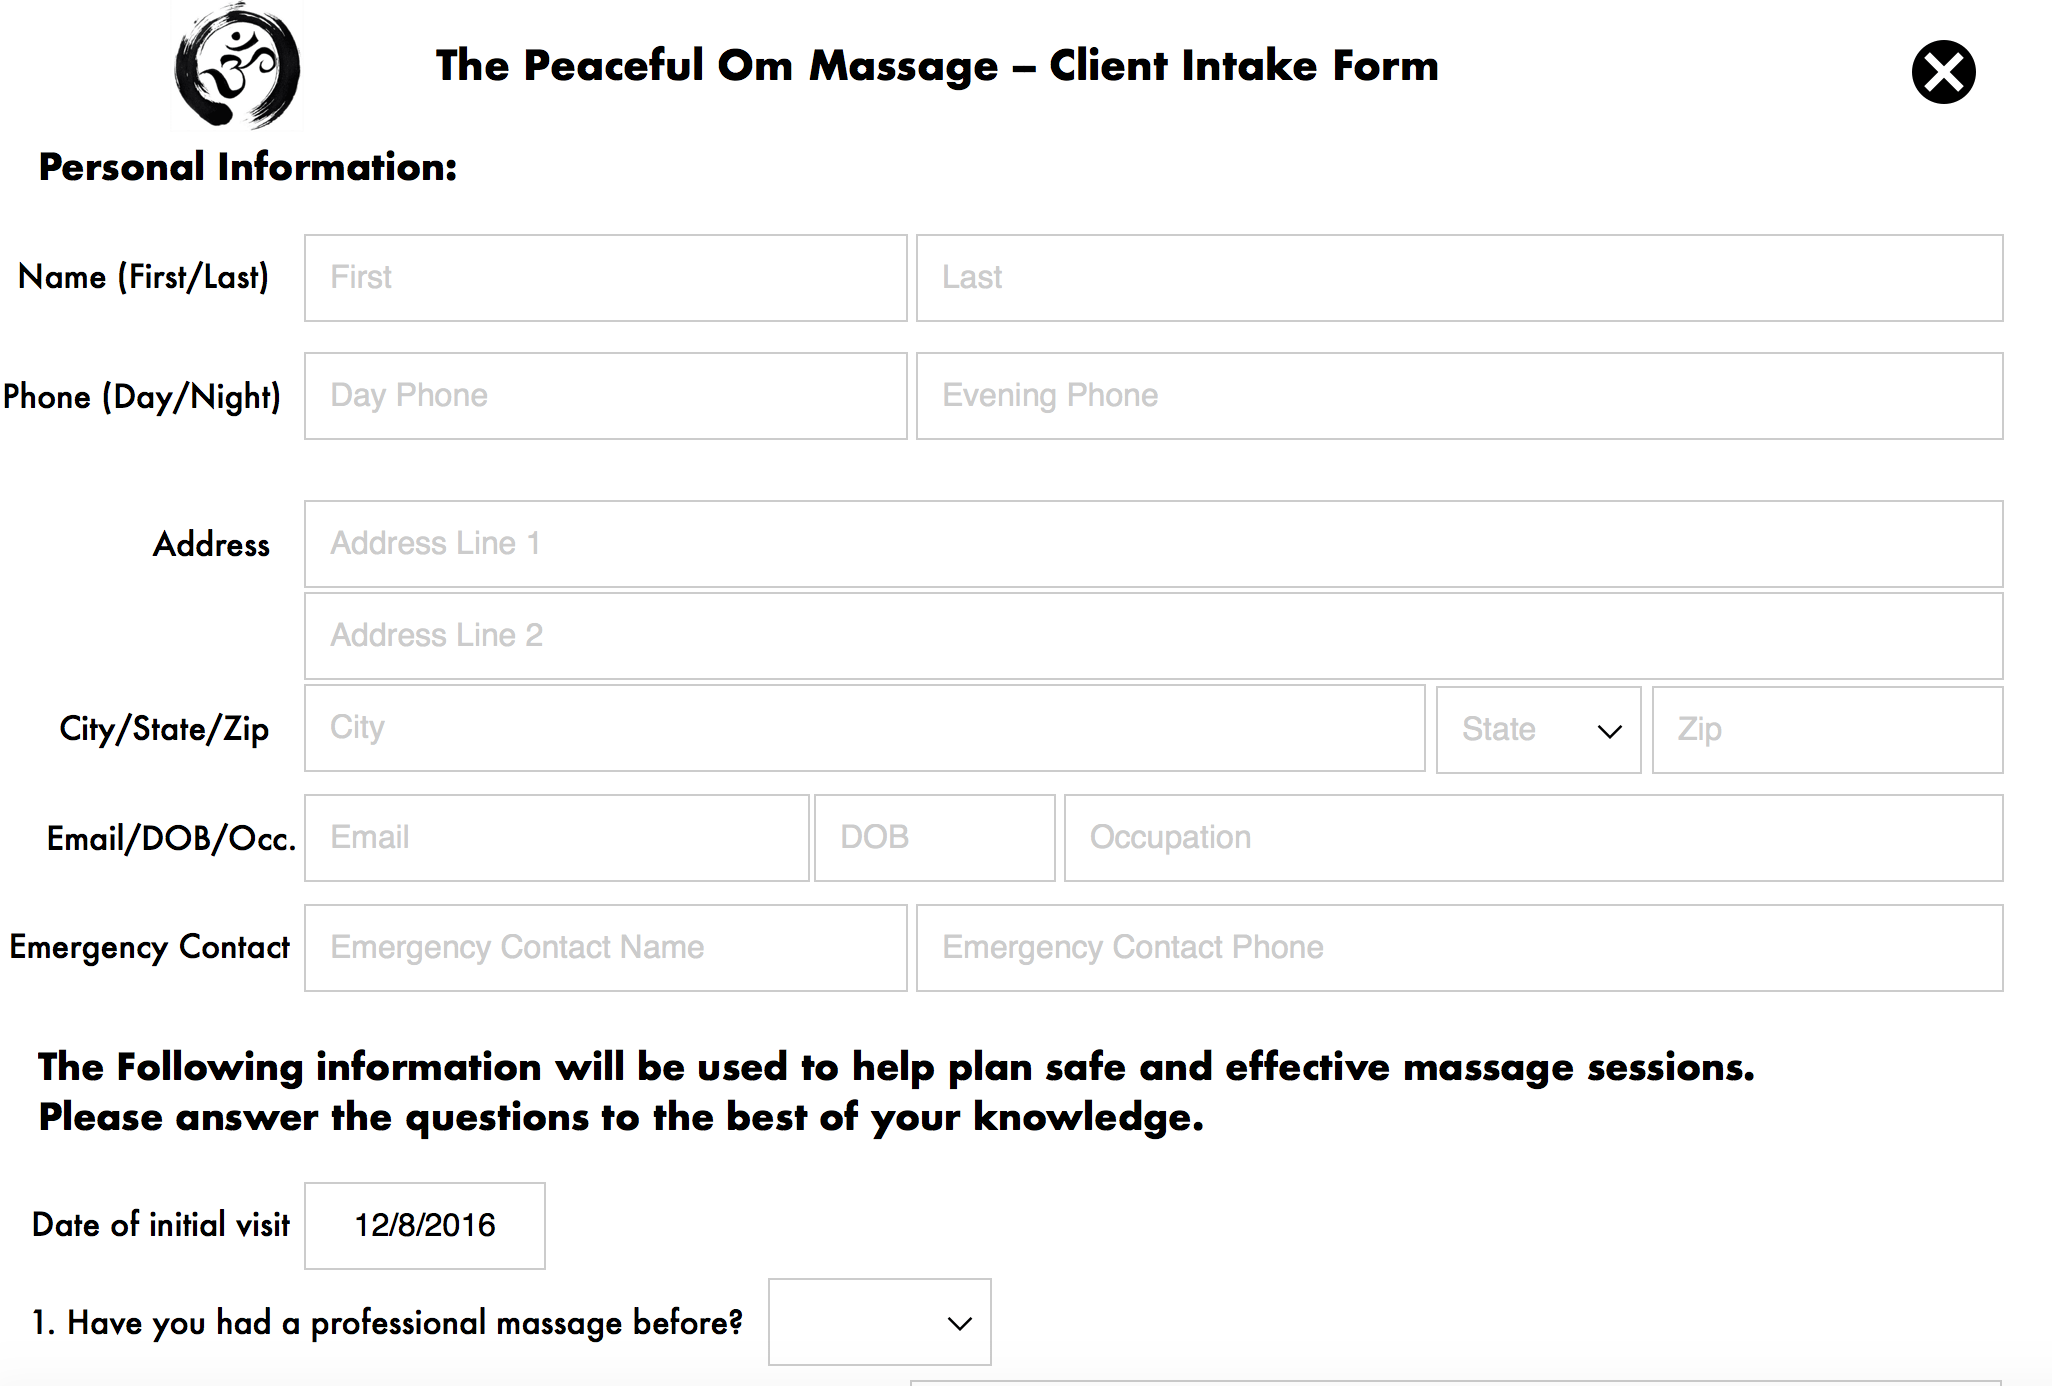 ॐ
The Peaceful Om Massage – Client Intake Form
Personal Information:
Name (First/Last) First Last
Phone (Day/Night) Day Phone Evening Phone
Address Address Line 1
Address Line 2
City/State/Zip City State Zip
Email/DOB/Occ. Email DOB Occupation
Emergency Contact Emergency Contact Name Emergency Contact Phone
The Following information will be used to help plan safe and effective massage sessions.
Please answer the questions to the best of your knowledge.
Date of initial visit 12/8/2016
1. Have you had a professional massage before?